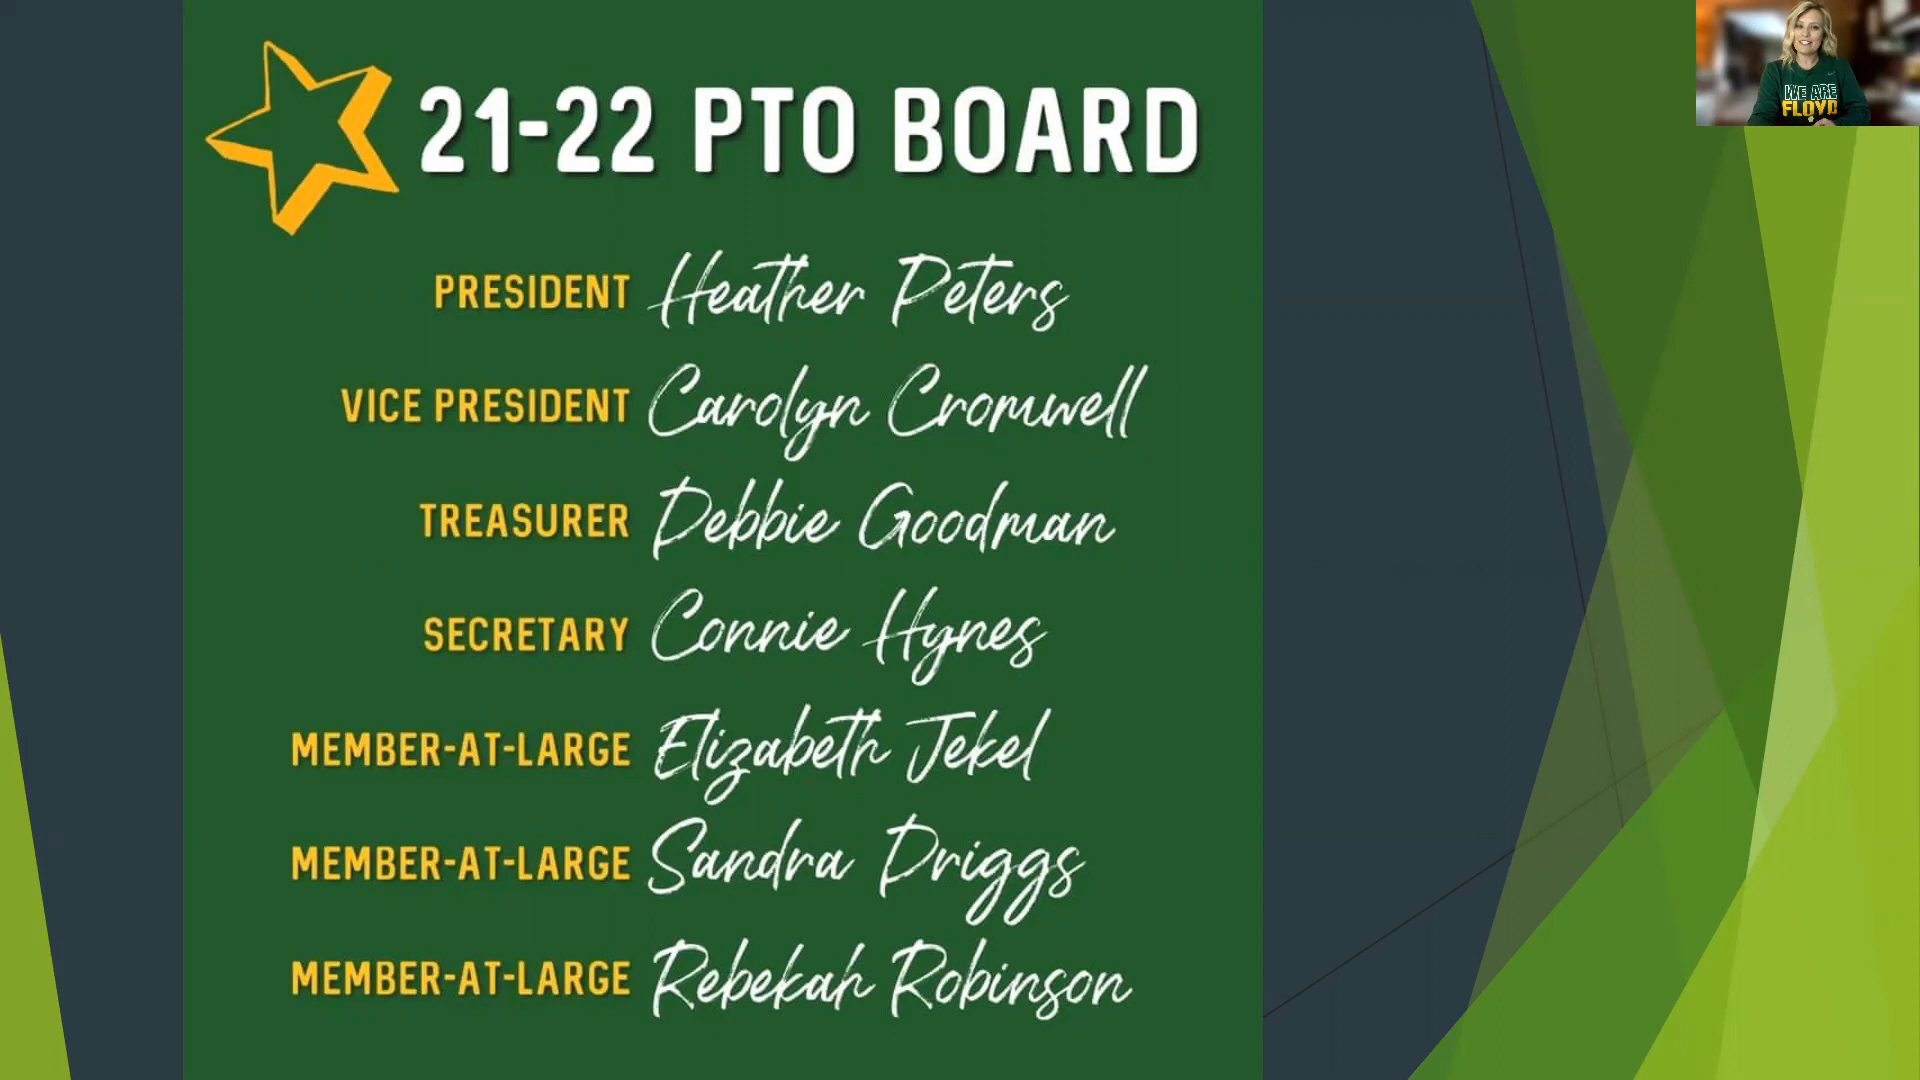 21-22 PTO BOARD
PRESIDENT Heather Peters
VICE PRESIDENT Carolyn Cromwell
TREASURER Debbie Goodman
SECRETARY Connie Hynes
MEMBER-AT-LARGE Elizabeth Jekel
MEMBER-AT-LARGE Sandra Driggs
MEMBER-AT-LARGE Rebekah Robinson
WE ARE
FLOYD